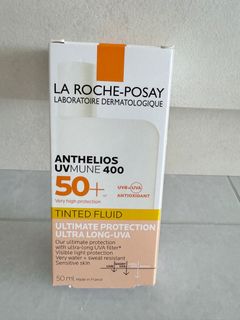 LA ROCHE-POSAY
LABORATOIRE DERMATOLOGIQUE
ANTHELIOS
UVMUNE 400
50+
Very high protection
UVB+UVA
+
ANTIOXIDANT
TINTED FLUID
ULTIMATE PROTECTION
ULTRA LONG-UVA
Our ultimate protection
with ultra-long UVA filter*
Visible light protection
Very water + sweat resistant
Sensitive skin
50 ml Made in France